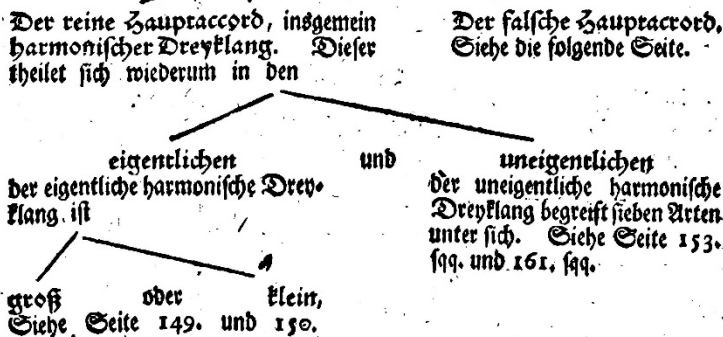 Der reine Hauptaccord, insgemein
harmonischer Dreyklang. Dieser
theilet sich wiederum in den
Der falsche Hauptaccord.
Siehe die folgende Seite.
eigentlichen und uneigentlichen
der eigentliche harmonische Drey-
klang ist
der uneigentliche harmonische
Dreyklang begreift sieben Arten
unter sich. Siehe Seite 153.
sqq. und 161. sqq.
groß oder klein,
Siehe Seite 149. und 150.